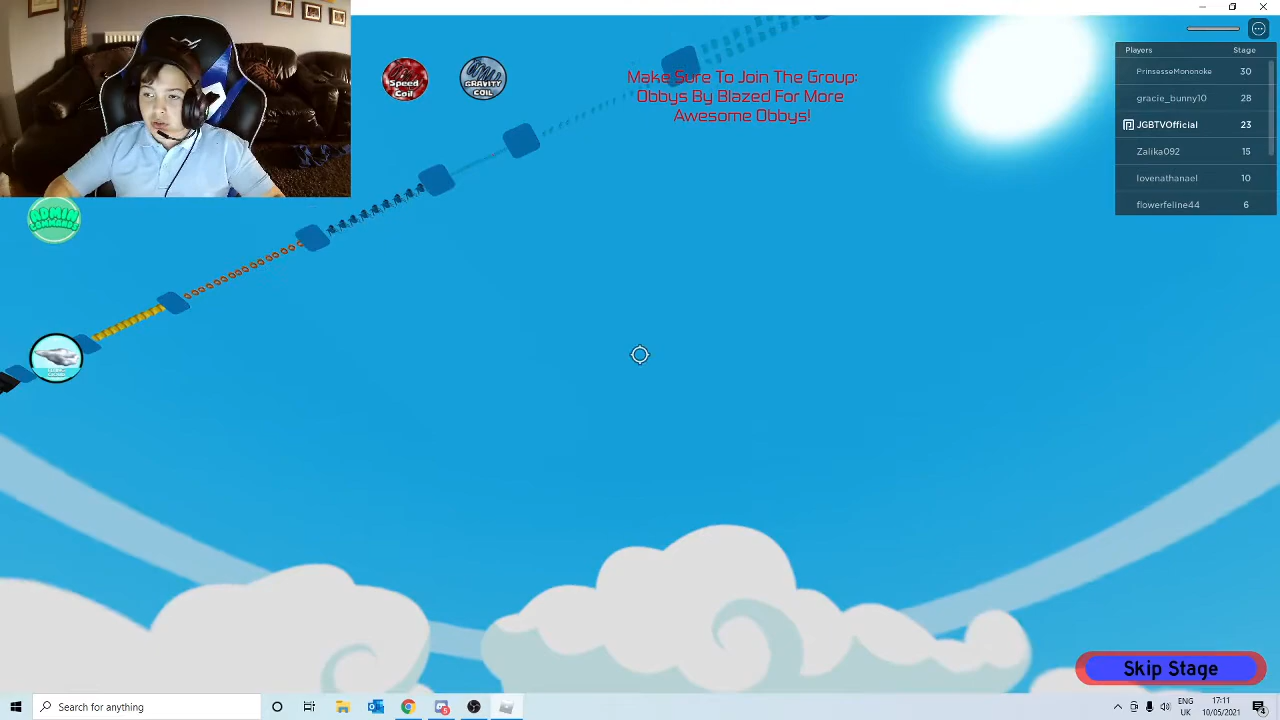 Players Stage
PrinsesseMononoke 30
gracie_bunny10 28
JGBTVOfficial 23
Zalika092 15
lovenathanael 10
flowerfeline44 6
Speed Coil
GRAVITY COIL
Make Sure To Join The Group:
Obbys By Blazed For More
Awesome Obbys!
ADMIN
COMMANDS
Skip Stage
Search for anything
ENG
UK
17:11
10/05/2021